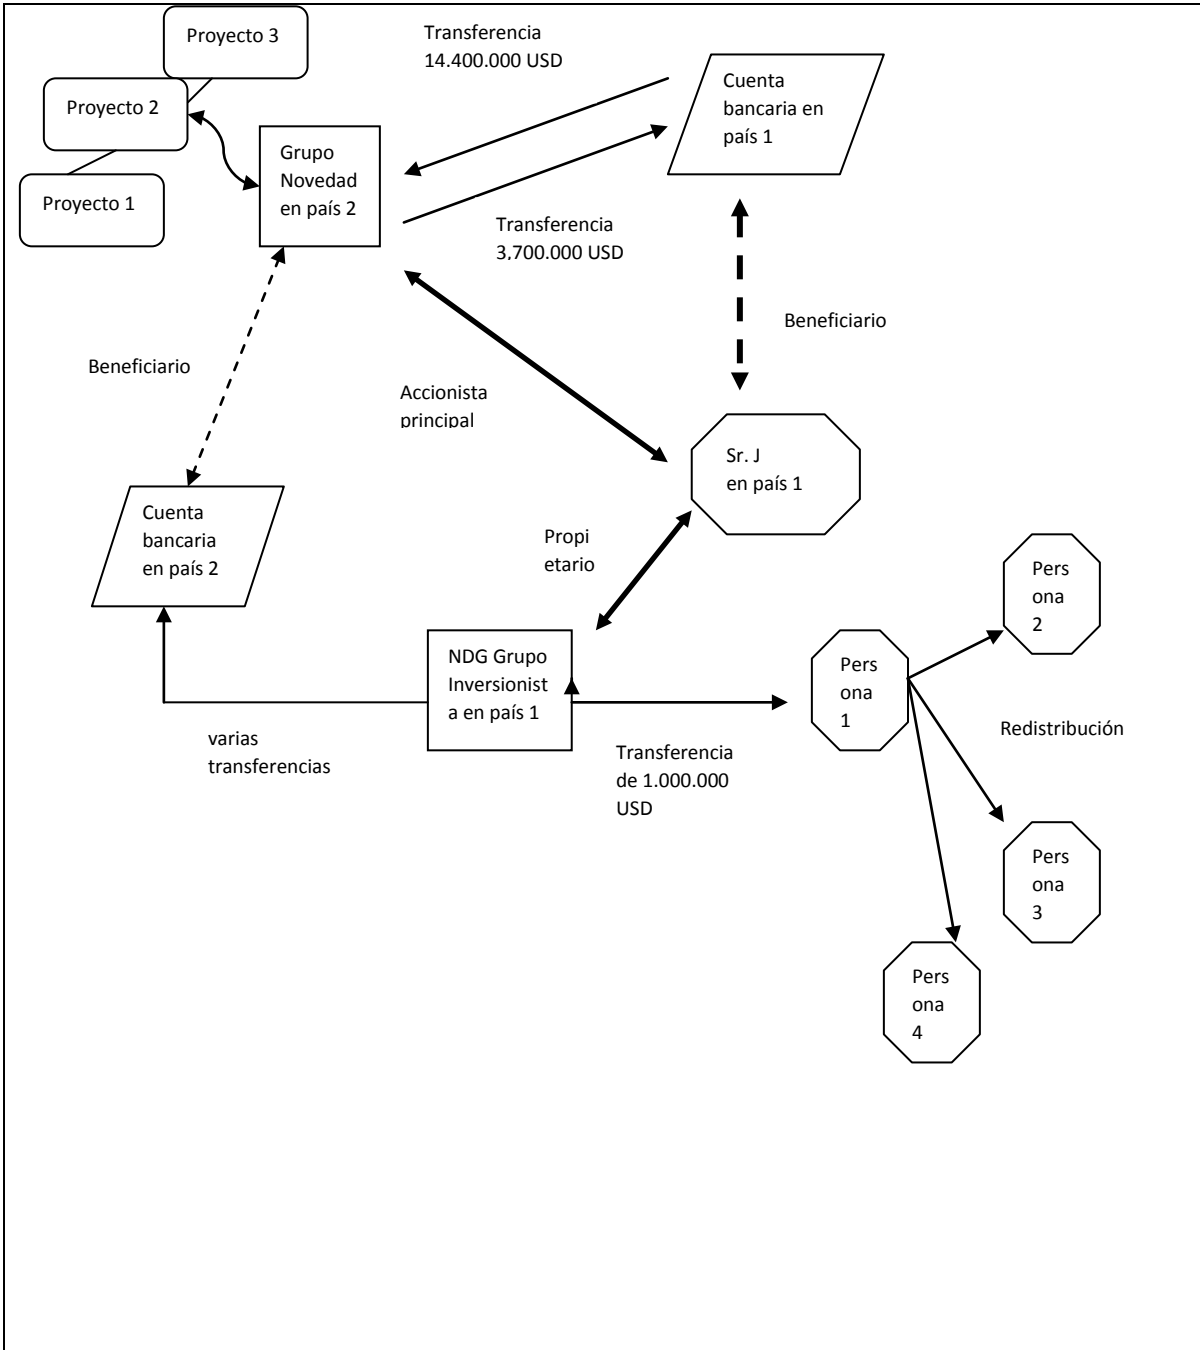 Proyecto 3
Transferencia
14.400.000 USD
Cuenta
bancaria en
país 1
Proyecto 2
Grupo
Novedad
en país 2
Proyecto 1
Transferencia
3,700.000 USD
Beneficiario
Beneficiario
Accionista
principal
Sr. J
en país 1
Cuenta
bancaria
en país 2
Propi
etario
Pers
ona
2
NDG Grupo
Inversionist
a en país 1
Pers
ona
1
Redistribución
varias
transferencias
Transferencia
de 1.000.000
USD
Pers
ona
3
Pers
ona
4